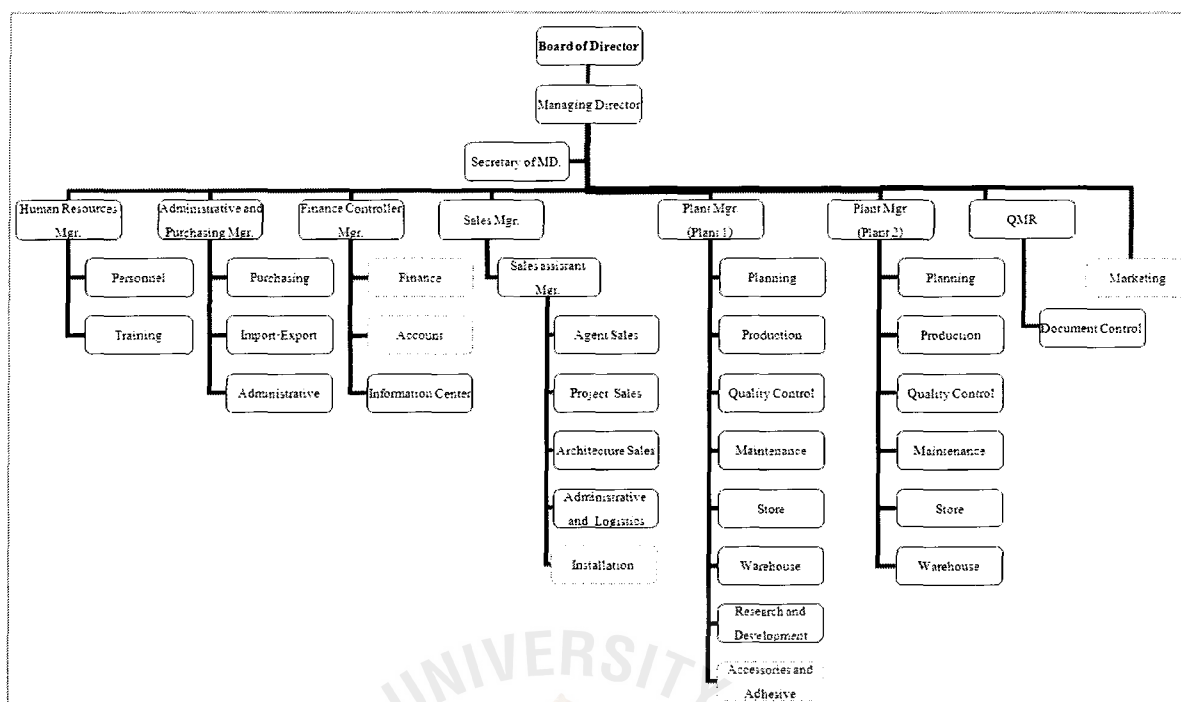 Board of Director
Managing Director
Secretary of MD.
Human Resources
Mgr.
Administrative and
Purchasing Mgr.
Finance Controller
Mgr.
Sales Mgr.
Plant Mgr.
(Plant 1)
Plant Mgr
(Plant 2)
QMR
Marketing
Personnel
Training
Purchasing
Import-Export
Administrative
Finance
Account
Information Center
Sales assistant
Mgr.
Agent Sales
Project Sales
Architecture Sales
Administrative
and Logistics
Installation
Planning
Production
Quality Control
Maintenance
Store
Warehouse
Research and
Development
Accessories and
Adhesive
Planning
Production
Quality Control
Maintenance
Store
Warehouse
Document Control
UNIVERSITY